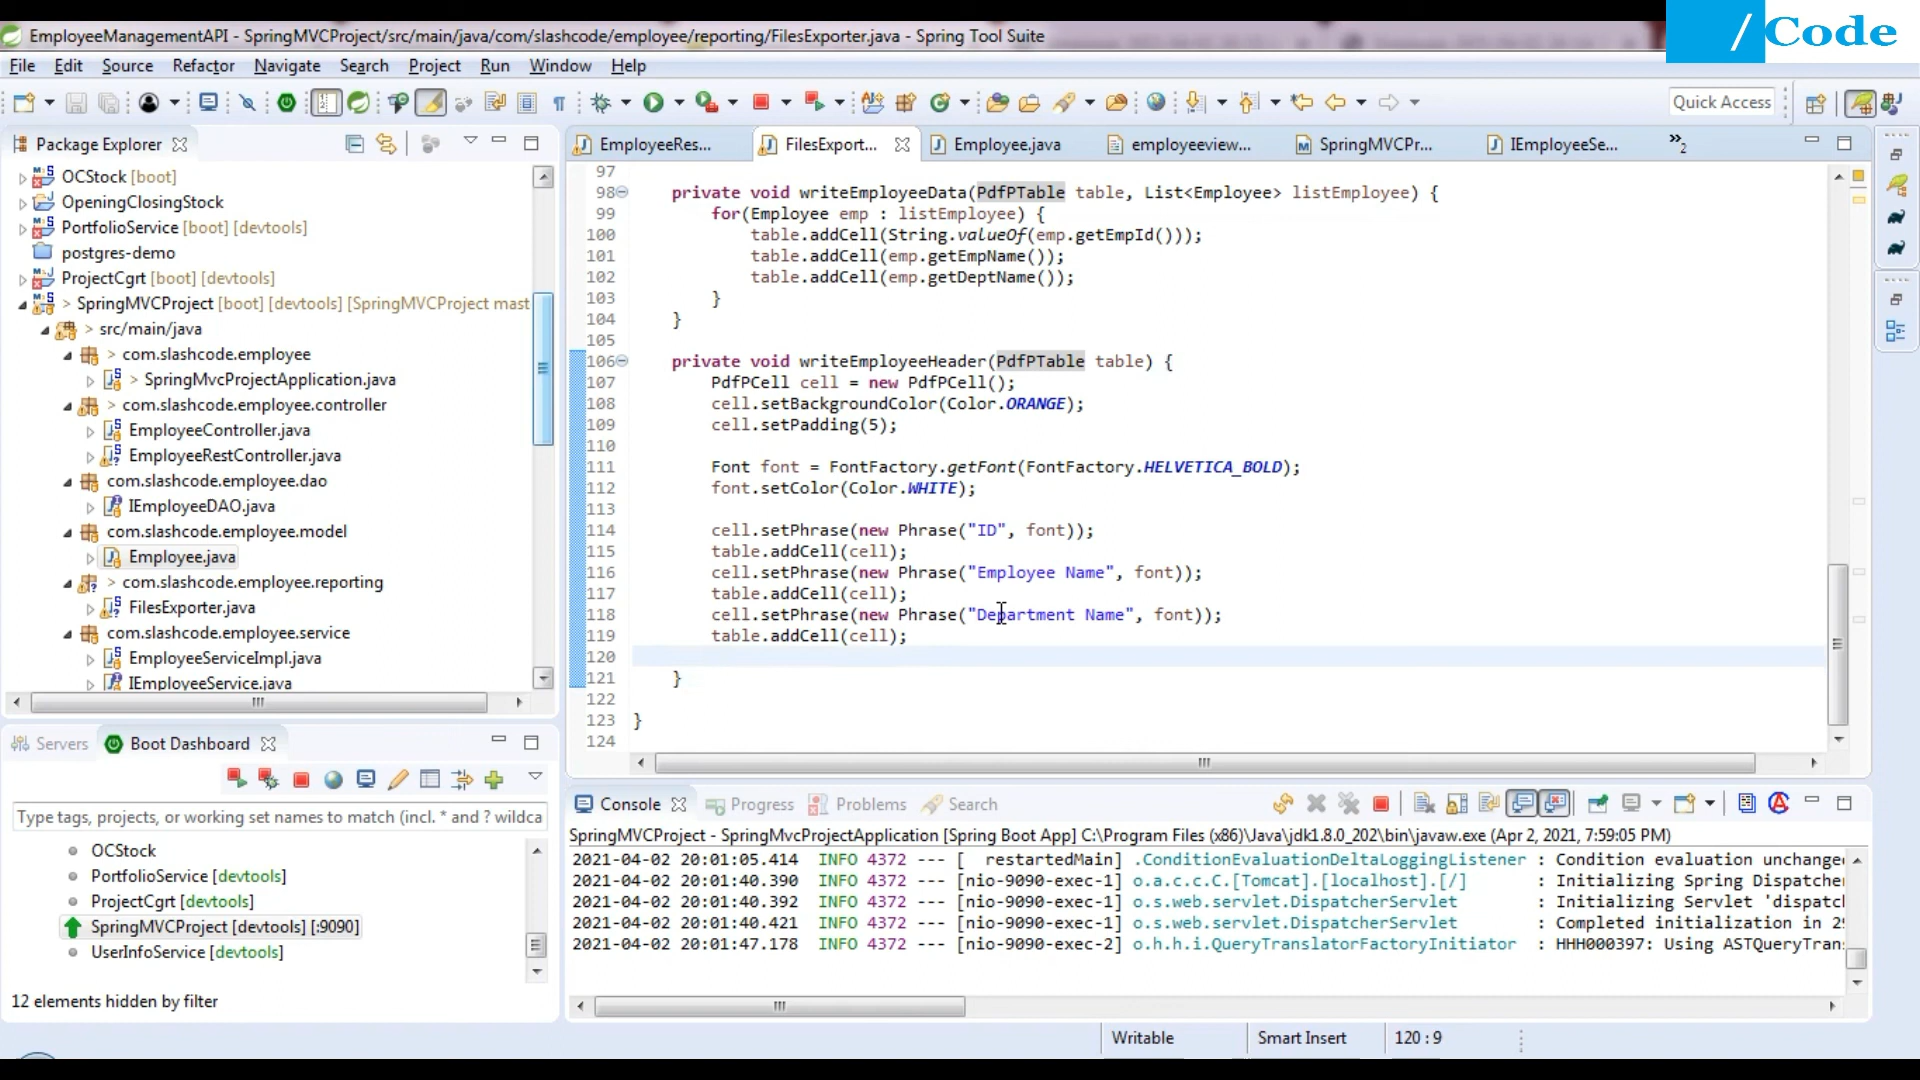 EmployeeManagementAPI - SpringMVCProject/src/main/java/com/slashcode/employee/reporting/FilesExporter.java - Spring Tool Suite
/Code
File Edit Source Refactor Navigate Search Project Run Window Help
Quick Access
Package Explorer
OCStock [boot]
OpeningClosingStock
PortfolioService [boot] [devtools]
postgres-demo
ProjectCgrt [boot] [devtools]
> SpringMVCProject [boot] [devtools] [SpringMVCProject mast
> src/main/java
> com.slashcode.employee
> SpringMvcProjectApplication.java
> com.slashcode.employee.controller
EmployeeController.java
EmployeeRestController.java
com.slashcode.employee.dao
IEmployeeDAO.java
com.slashcode.employee.model
Employee.java
> com.slashcode.employee.reporting
FilesExporter.java
com.slashcode.employee.service
EmployeeServiceImpl.java
IEmployeeService.java
EmployeeRes... FilesExport... Employee.java employeeview... SpringMVCPr... IEmployeeSe... »2
97
98 private void writeEmployeeData(PdfPTable table, List<Employee> listEmployee) {
99 for(Employee emp : listEmployee) {
100 table.addCell(String.valueOf(emp.getEmpId()));
101 table.addCell(emp.getEmpName());
102 table.addCell(emp.getDeptName());
103 }
104 }
105
106 private void writeEmployeeHeader(PdfPTable table) {
107 PdfPCell cell = new PdfPCell();
108 cell.setBackgroundColor(Color.ORANGE);
109 cell.setPadding(5);
110
111 Font font = FontFactory.getFont(FontFactory.HELVETICA_BOLD);
112 font.setColor(Color.WHITE);
113
114 cell.setPhrase(new Phrase("ID", font));
115 table.addCell(cell);
116 cell.setPhrase(new Phrase("Employee Name", font));
117 table.addCell(cell);
118 cell.setPhrase(new Phrase("Department Name", font));
119 table.addCell(cell);
120
121 }
122
123 }
124
Servers Boot Dashboard
Type tags, projects, or working set names to match (incl. * and ? wildca
OCStock
PortfolioService [devtools]
ProjectCgrt [devtools]
SpringMVCProject [devtools] [:9090]
UserInfoService [devtools]
12 elements hidden by filter
Console Progress Problems Search
SpringMVCProject - SpringMvcProjectApplication [Spring Boot App] C:\Program Files (x86)\Java\jdk1.8.0_202\bin\javaw.exe (Apr 2, 2021, 7:59:05 PM)
2021-04-02 20:01:05.414 INFO 4372 --- [ restartedMain] .ConditionEvaluationDeltaLoggingListener : Condition evaluation unchange
2021-04-02 20:01:40.390 INFO 4372 --- [nio-9090-exec-1] o.a.c.c.C.[Tomcat].[localhost].[/] : Initializing Spring Dispatche
2021-04-02 20:01:40.392 INFO 4372 --- [nio-9090-exec-1] o.s.web.servlet.DispatcherServlet : Initializing Servlet 'dispatc
2021-04-02 20:01:40.421 INFO 4372 --- [nio-9090-exec-1] o.s.web.servlet.DispatcherServlet : Completed initialization in 2
2021-04-02 20:01:47.178 INFO 4372 --- [nio-9090-exec-2] o.h.h.i.QueryTranslatorFactoryInitiator : HHH000397: Using ASTQueryTran
Writable Smart Insert 120 : 9